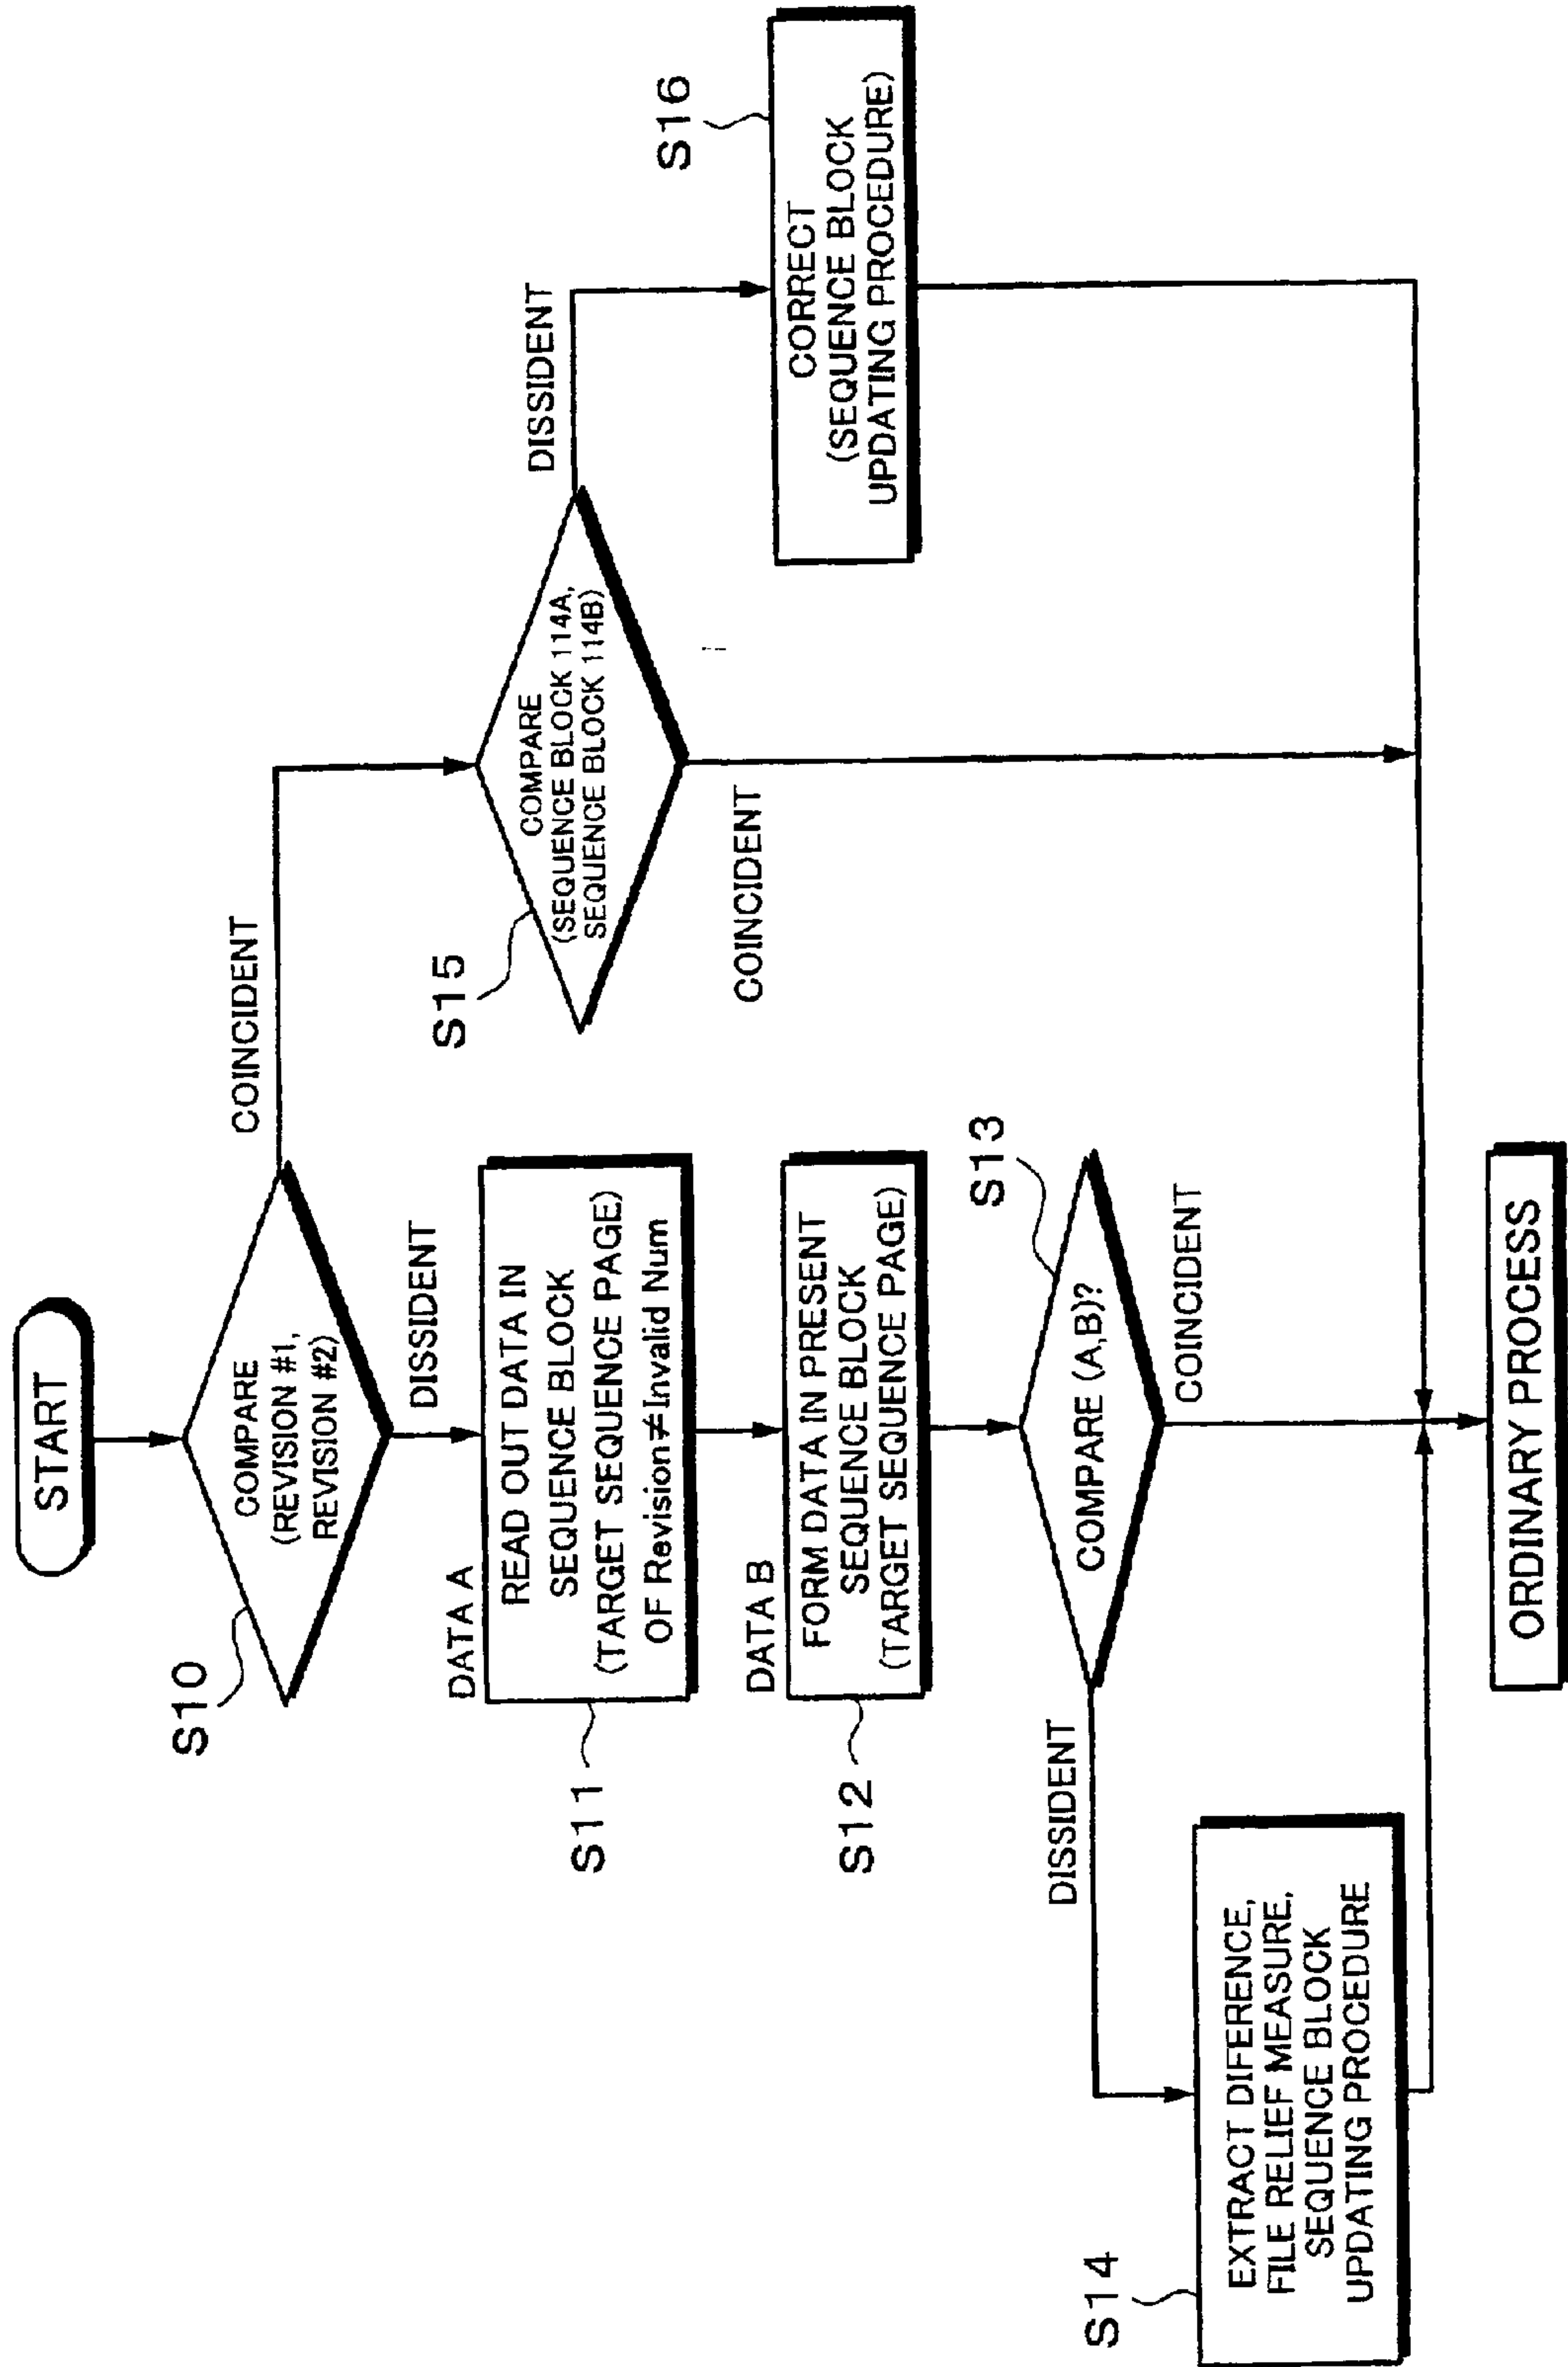 START
S10
COMPARE
(REVISION #1,
REVISION #2)
COINCIDENT
DISSIDENT
DATA A
S11
READ OUT DATA IN
SEQUENCE BLOCK
(TARGET SEQUENCE PAGE)
OF Revision≠Invalid Num
DATA B
S12
FORM DATA IN PRESENT
SEQUENCE BLOCK
(TARGET SEQUENCE PAGE)
S13
COMPARE (A,B)?
DISSIDENT
COINCIDENT
S14
EXTRACT DIFERENCE,
FILE RELIEF MEASURE,
SEQUENCE BLOCK
UPDATING PROCEDURE
S15
COMPARE
(SEQUENCE BLOCK 114A,
SEQUENCE BLOCK 114B)
DISSIDENT
COINCIDENT
S16
CORRECT
(SEQUENCE BLOCK
UPDATING PROCEDURE)
ORDINARY PROCESS